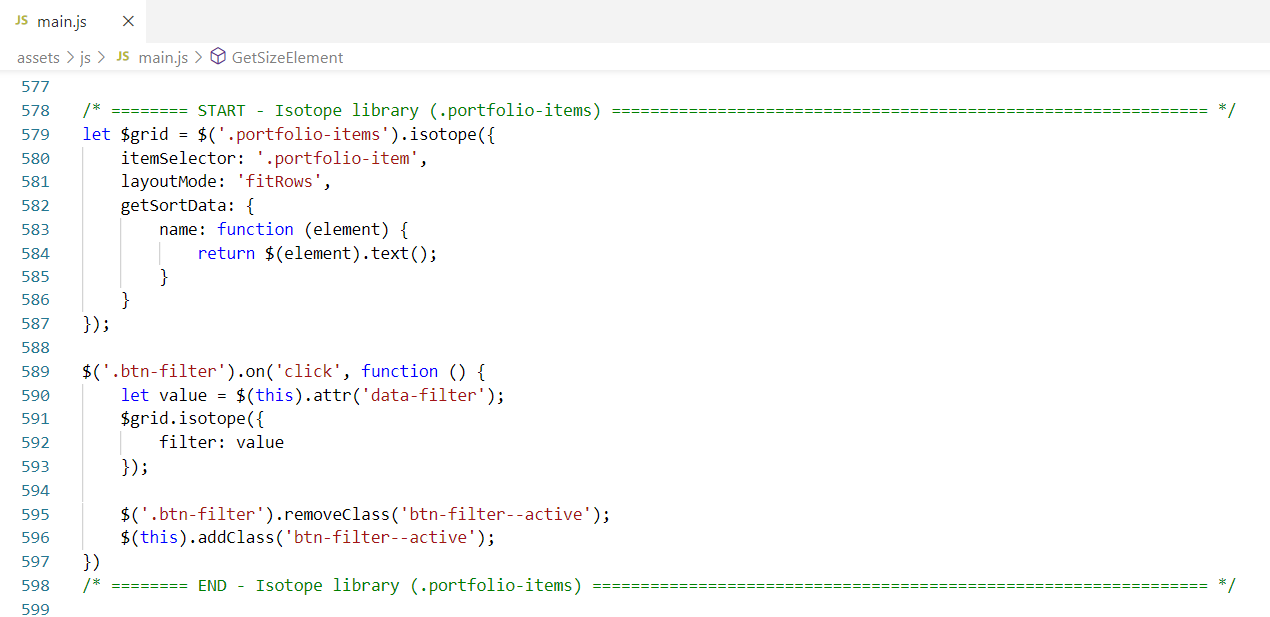 JS main.js ×
assets > js > JS main.js > GetSizeElement
577
578 /* ======== START - Isotope library (.portfolio-items) ============================================================== */
579 let $grid = $('.portfolio-items').isotope({
580     itemSelector: '.portfolio-item',
581     layoutMode: 'fitRows',
582     getSortData: {
583         name: function (element) {
584             return $(element).text();
585         }
586     }
587 });
588
589 $('.btn-filter').on('click', function () {
590     let value = $(this).attr('data-filter');
591     $grid.isotope({
592         filter: value
593     });
594
595     $('.btn-filter').removeClass('btn-filter--active');
596     $(this).addClass('btn-filter--active');
597 })
598 /* ======== END - Isotope library (.portfolio-items) ================================================================ */
599